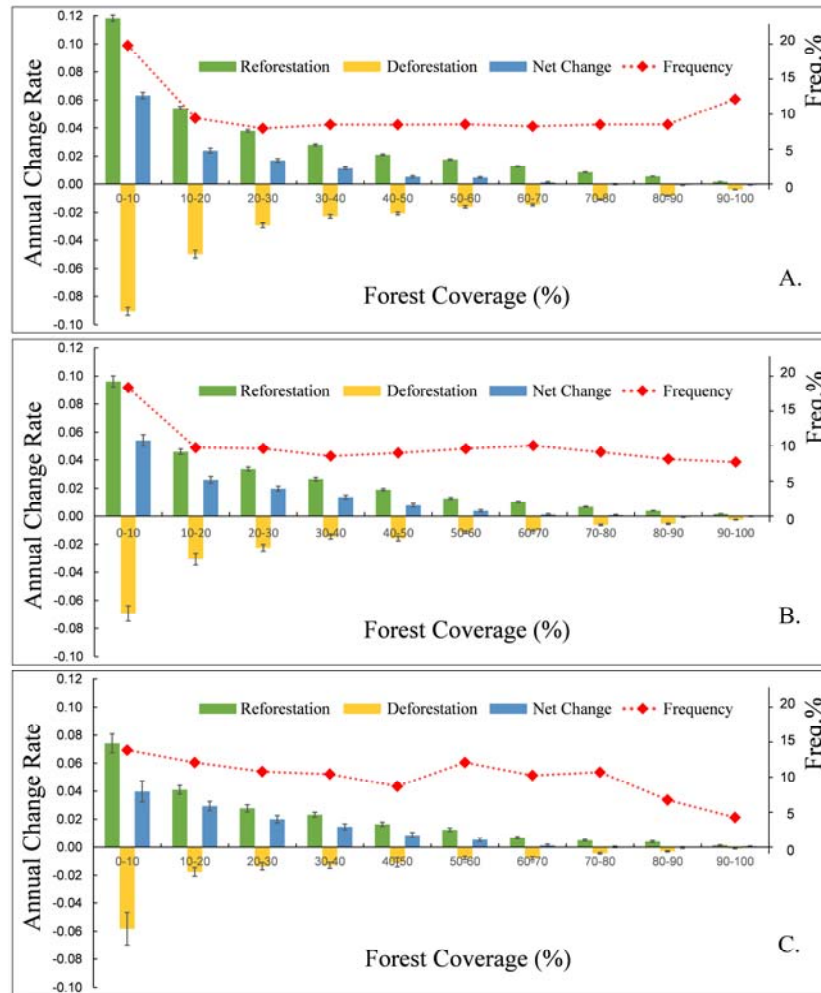 0.12
0.10
0.08
0.06
0.04
0.02
0.00
-0.02
-0.04
-0.06
-0.08
-0.10
Annual Change Rate
Reforestation Deforestation Net Change Frequency
20
15
10
5
0
Freq.%
0-10 10-20 20-30 30-40 40-50 50-60 60-70 70-80 80-90 90-100
Forest Coverage (%)
A.
0.12
0.10
0.08
0.06
0.04
0.02
0.00
-0.02
-0.04
-0.06
-0.08
-0.10
Annual Change Rate
Reforestation Deforestation Net Change Frequency
20
15
10
5
0
Freq.%
0-10 10-20 20-30 30-40 40-50 50-60 60-70 70-80 80-90 90-100
Forest Coverage (%)
B.
0.12
0.10
0.08
0.06
0.04
0.02
0.00
-0.02
-0.04
-0.06
-0.08
-0.10
Annual Change Rate
Reforestation Deforestation Net Change Frequency
20
15
10
5
0
Freq.%
0-10 10-20 20-30 30-40 40-50 50-60 60-70 70-80 80-90 90-100
Forest Coverage (%)
C.